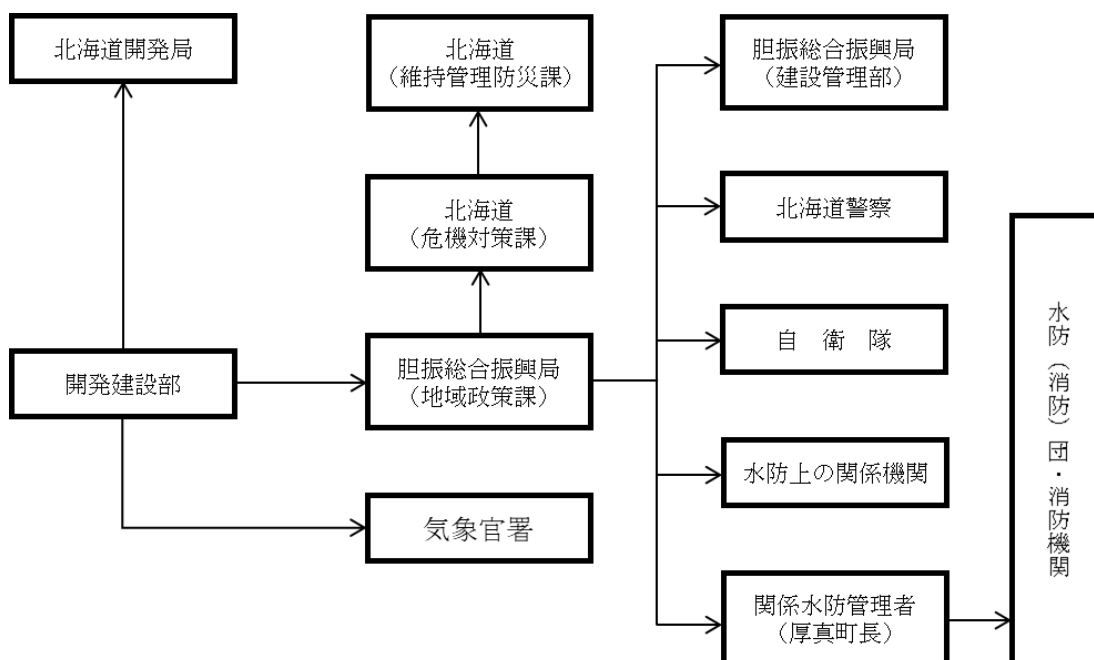 北海道開発局
北海道
（維持管理防災課）
胆振総合振興局
（建設管理部）
北海道
（危機対策課）
北海道警察
自　衛　隊
開発建設部
胆振総合振興局
（地域政策課）
水防上の関係機関
気象官署
関係水防管理者
（厚真町長）
水防（消防）団・消防機関